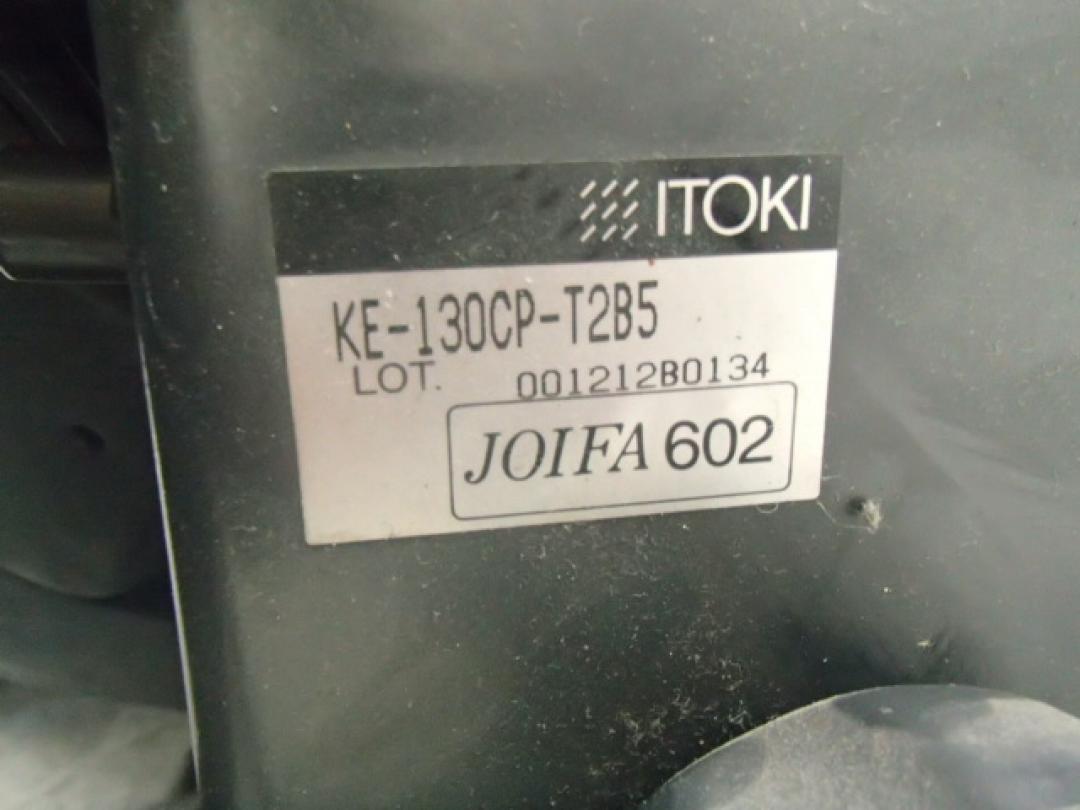 ITOKI
KE-130CP-T2B5
LOT. 001212B0134
JOIFA 602